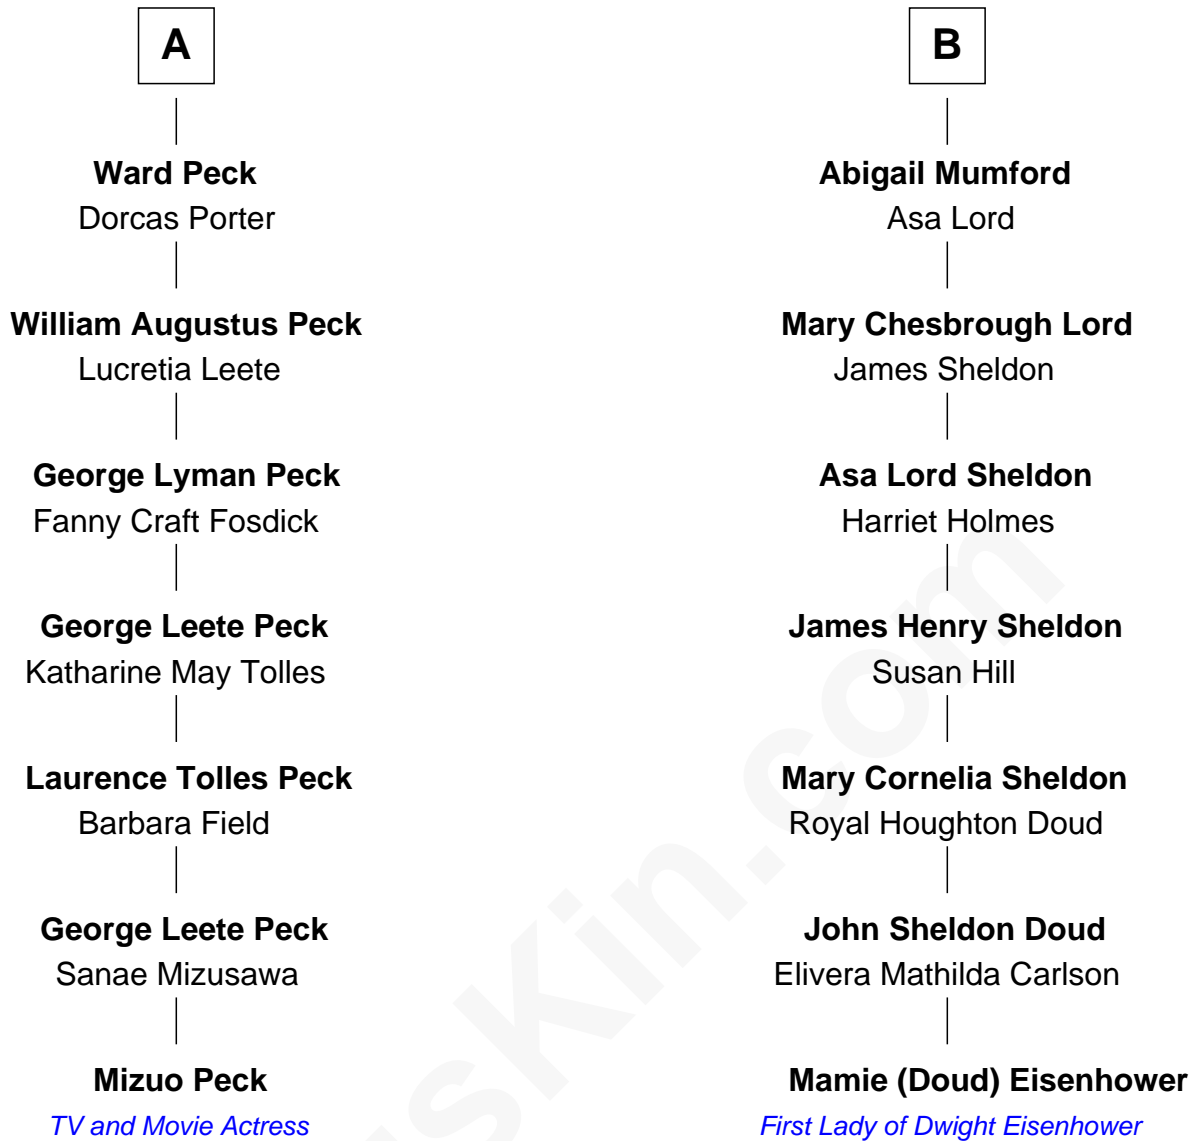 A
Ward Peck
Dorcas Porter
William Augustus Peck
Lucretia Leete
George Lyman Peck
Fanny Craft Fosdick
George Leete Peck
Katharine May Tolles
Laurence Tolles Peck
Barbara Field
George Leete Peck
Sanae Mizusawa
Mizuo Peck
TV and Movie Actress
B
Abigail Mumford
Asa Lord
Mary Chesbrough Lord
James Sheldon
Asa Lord Sheldon
Harriet Holmes
James Henry Sheldon
Susan Hill
Mary Cornelia Sheldon
Royal Houghton Doud
John Sheldon Doud
Elivera Mathilda Carlson
Mamie (Doud) Eisenhower
First Lady of Dwight Eisenhower
sKin.com